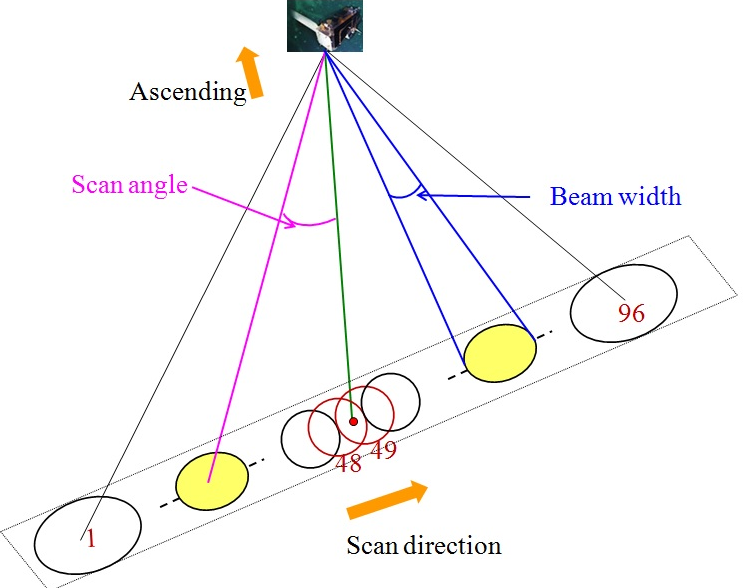 Ascending
Scan angle
Beam width
96
48
49
1
Scan direction